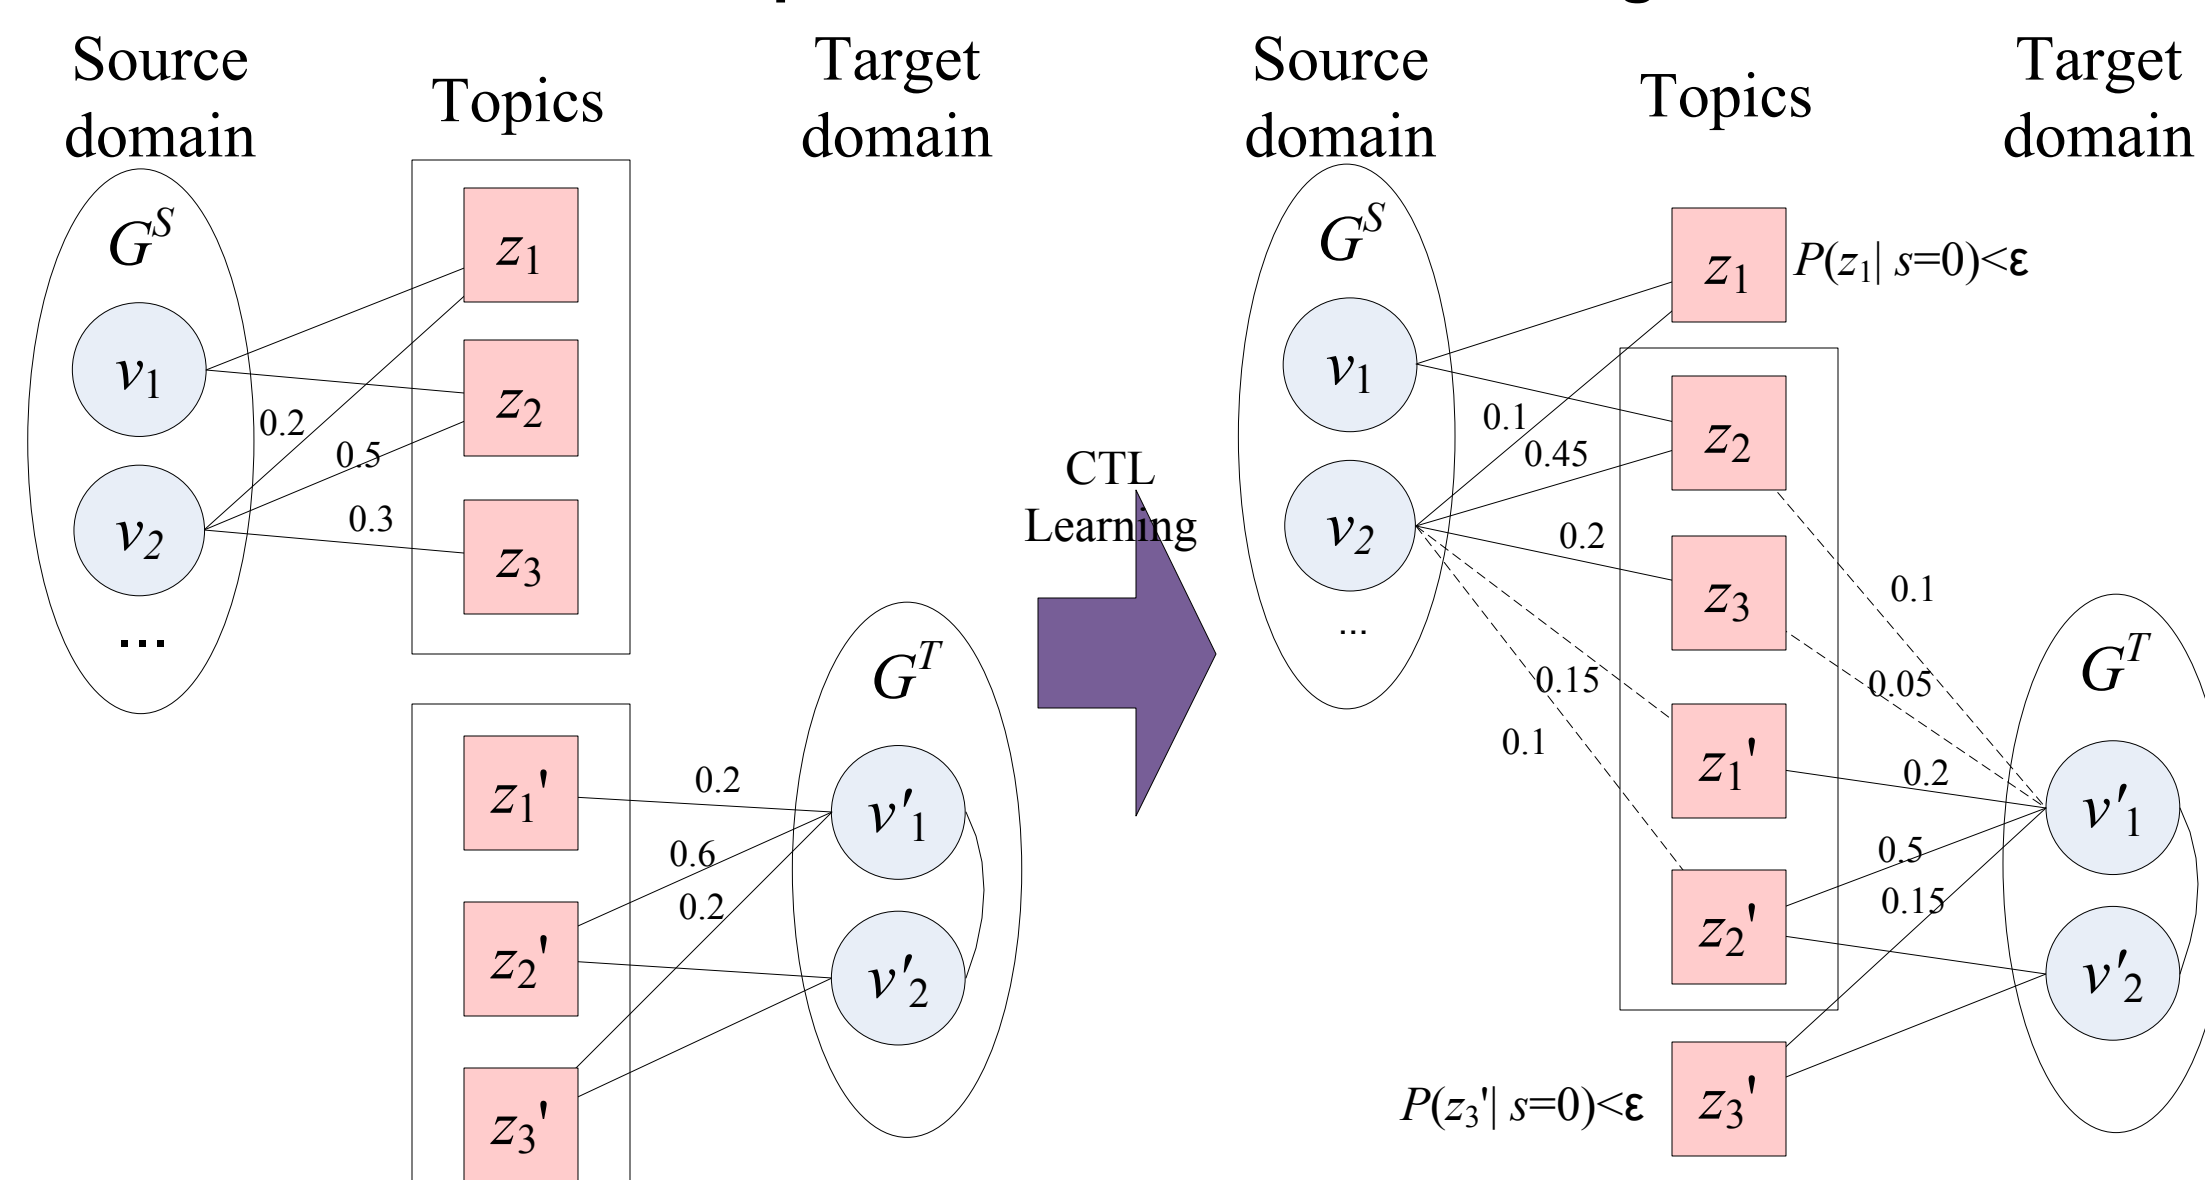 Source
domain
Topics
Target
domain
G^S
v1
v2
...
z1
z2
z3
0.2
0.5
0.3
z1'
z2'
z3'
0.2
0.6
0.2
G^T
v'1
v'2
CTL
Learning
Source
domain
Topics
Target
domain
G^S
v1
v2
...
z1
P(z1| s=0)<ε
z2
z3
z1'
z2'
z3'
P(z3'| s=0)<ε
0.1
0.45
0.2
0.15
0.1
0.1
0.05
0.2
0.5
0.15
G^T
v'1
v'2